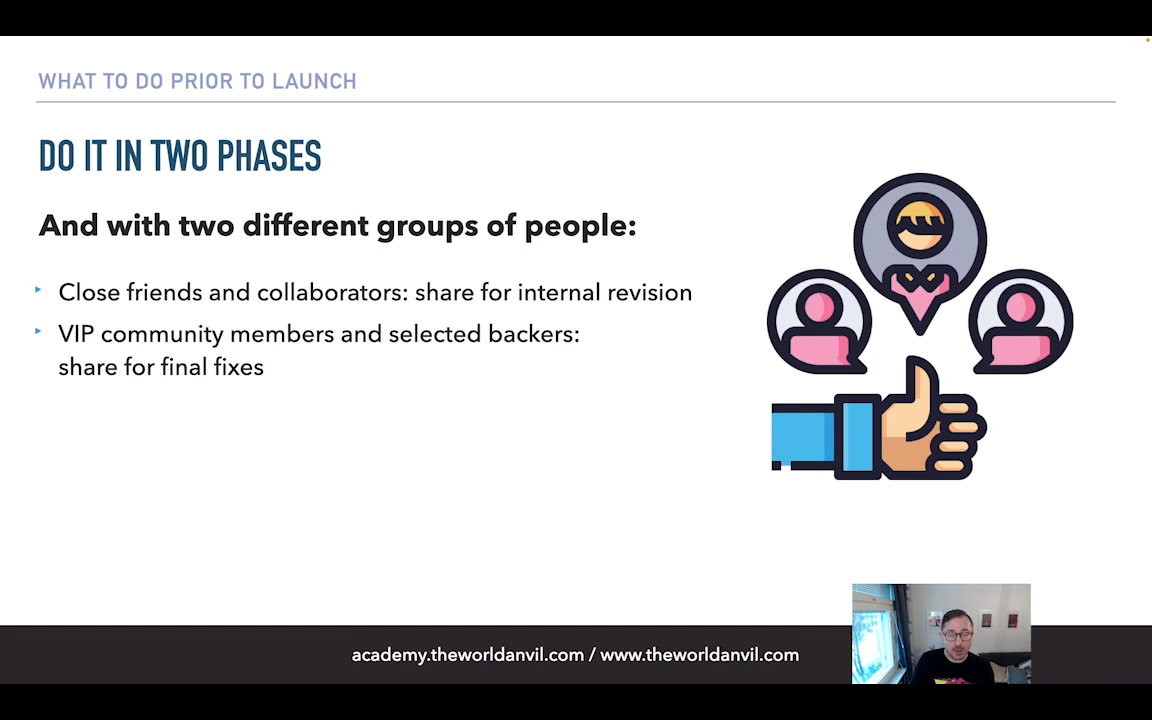 WHAT TO DO PRIOR TO LAUNCH
DO IT IN TWO PHASES
And with two different groups of people:
Close friends and collaborators: share for internal revision
VIP community members and selected backers:
share for final fixes
academy.theworldanvil.com / www.theworldanvil.com